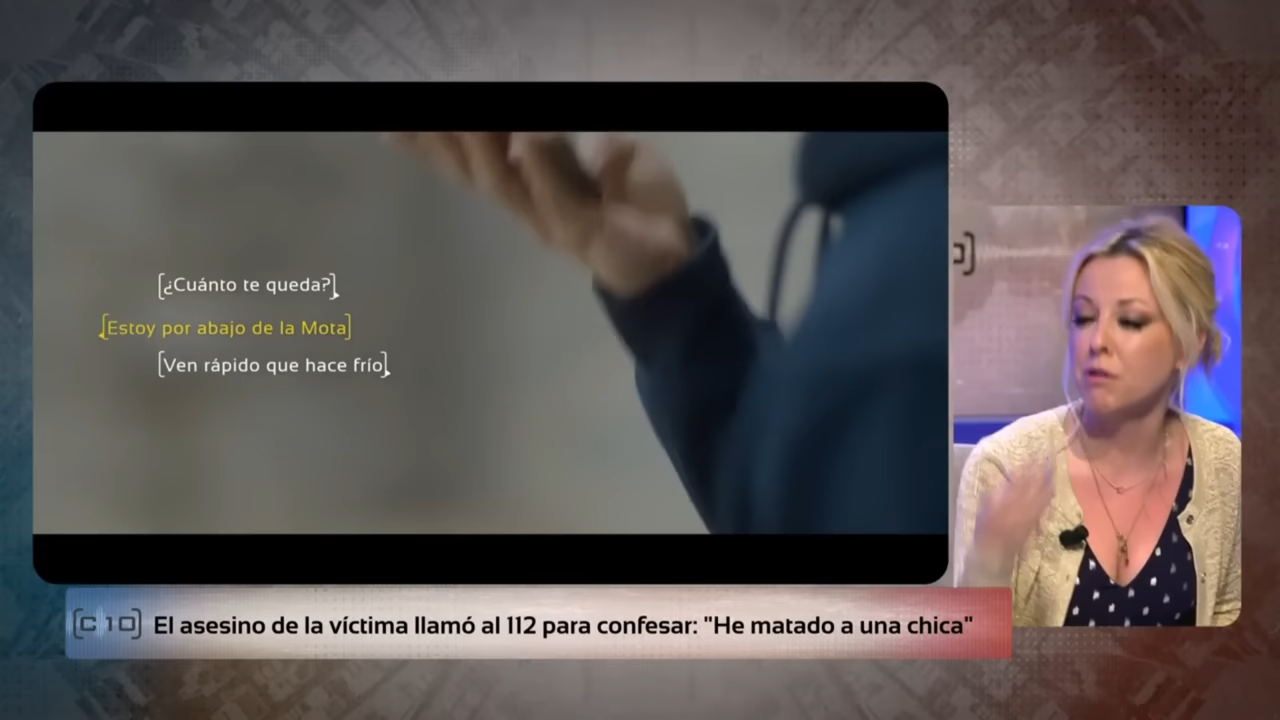 [¿Cuánto te queda?]
[Estoy por abajo de la Mota]
[Ven rápido que hace frío]
[C 10] El asesino de la víctima llamó al 112 para confesar: "He matado a una chica"